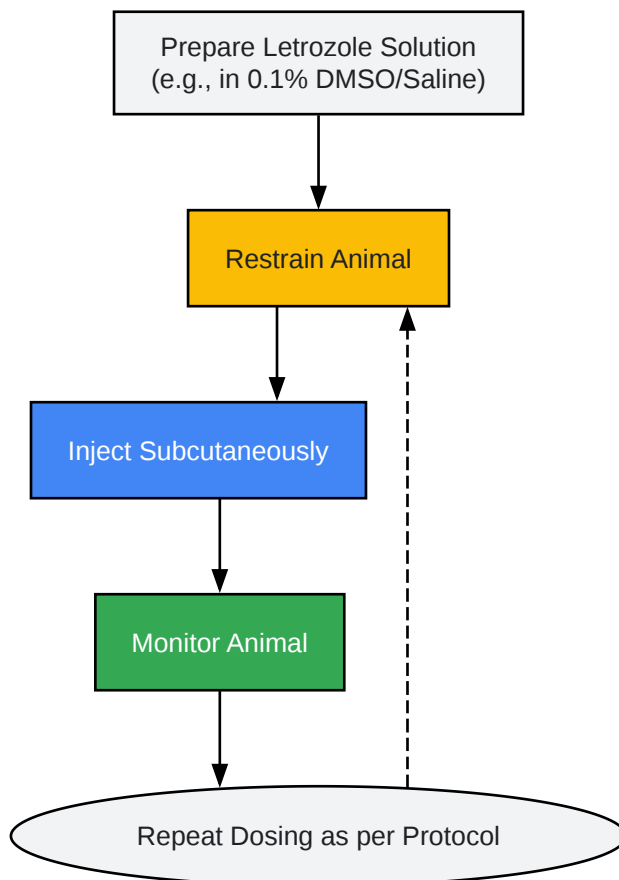 Prepare Letrozole Solution
(e.g., in 0.1% DMSO/Saline)
Restrain Animal
Inject Subcutaneously
Monitor Animal
Repeat Dosing as per Protocol